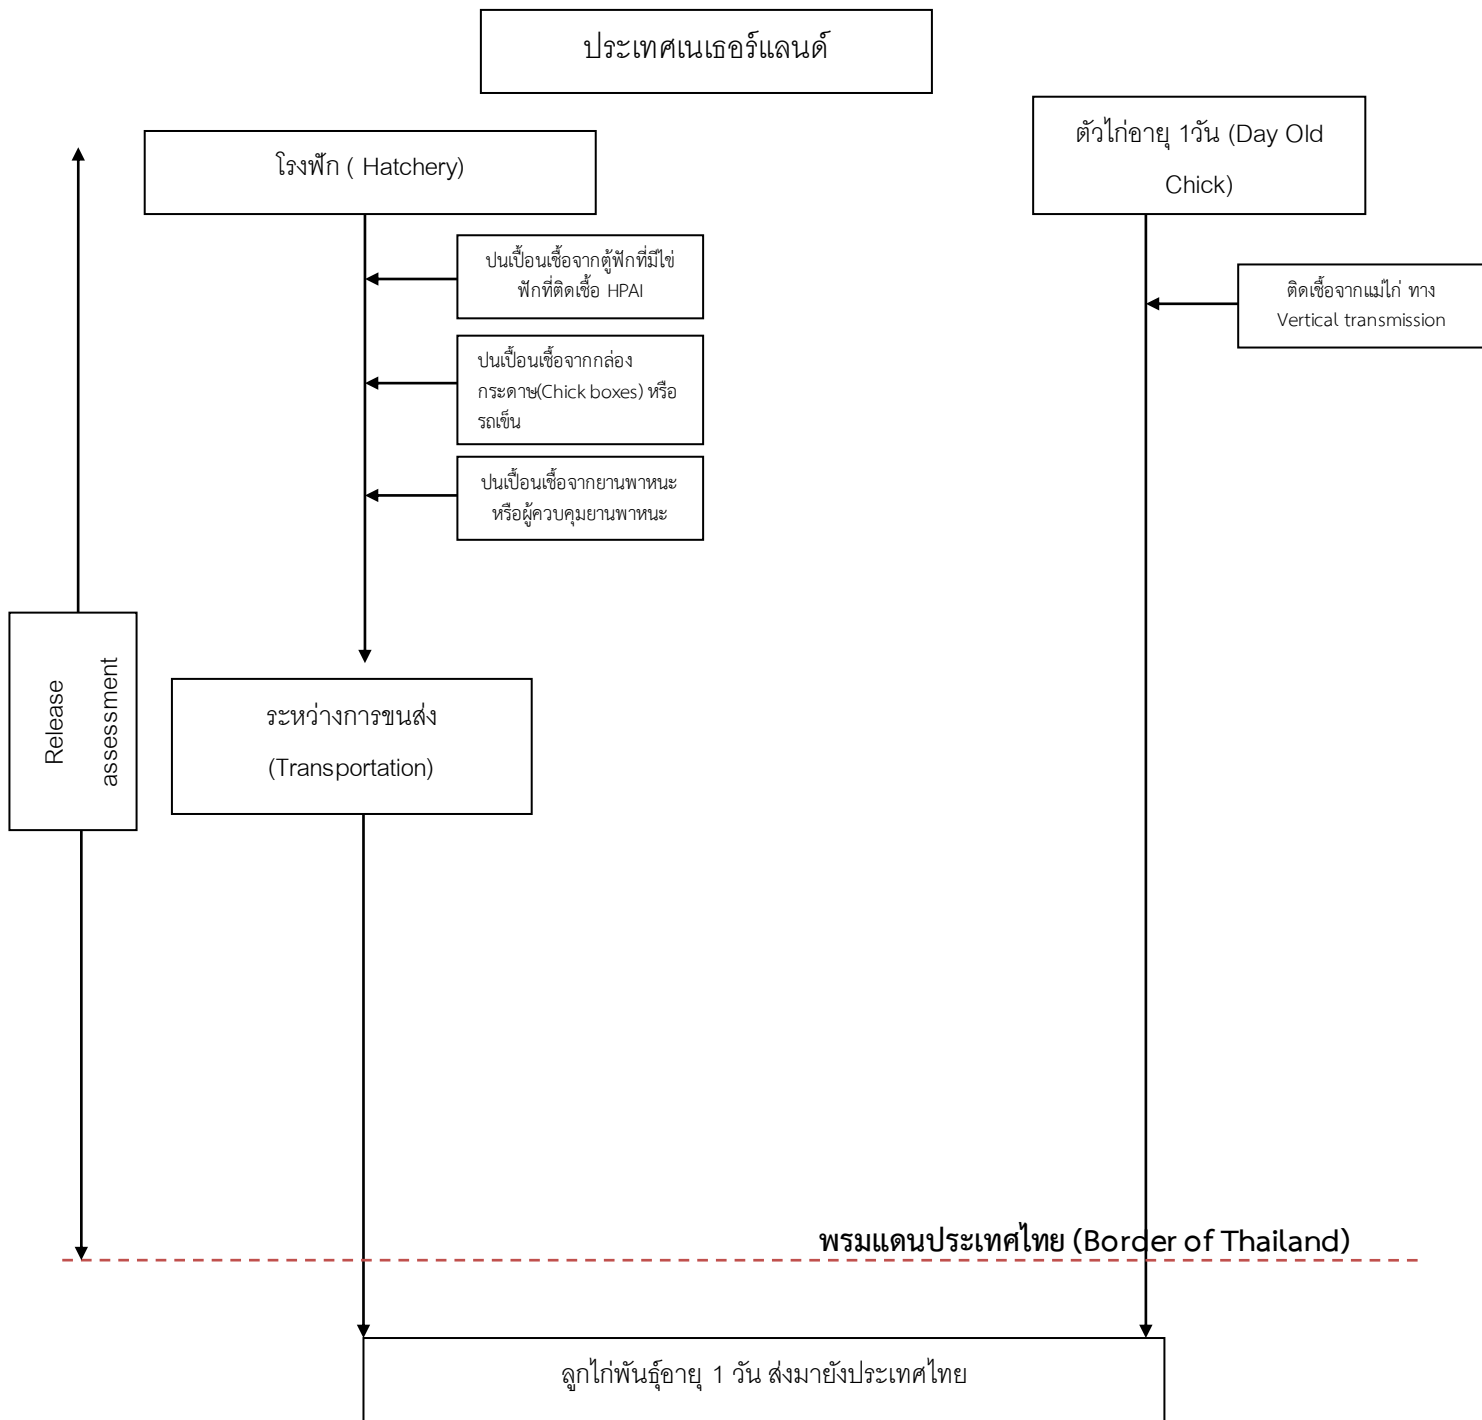 ประเทศเนเธอร์แลนด์
ตัวไก่อายุ 1วัน (Day Old
Chick)
โรงฟัก ( Hatchery)
ปนเปื้อนเชื้อจากตู้ฟักที่มีไข่
ฟักที่ติดเชื้อ HPAI
ติดเชื้อจากแม่ไก่ ทาง
Vertical transmission
ปนเปื้อนเชื้อจากกล่อง
กระดาษ(Chick boxes) หรือ
รถเข็น
ปนเปื้อนเชื้อจากยานพาหนะ
หรือผู้ควบคุมยานพาหนะ
Release
assessment
ระหว่างการขนส่ง
(Transportation)
พรมแดนประเทศไทย (Border of Thailand)
ลูกไก่พันธุ์อายุ 1 วัน ส่งมายังประเทศไทย